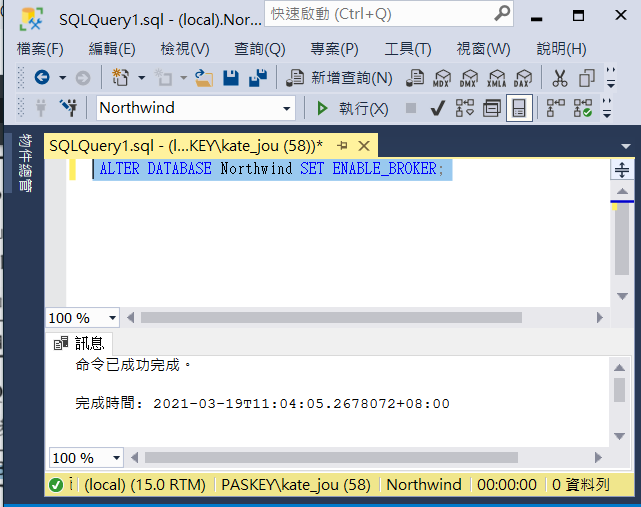 SQLQuery1.sql - (local).Nor...
快速啟動 (Ctrl+Q)
檔案(F) 編輯(E) 檢視(V) 查詢(Q) 專案(P) 工具(T) 視窗(W) 說明(H)
新增查詢(N) MDX DMX XMLA DAX
Northwind 執行(X)
物件總管
SQLQuery1.sql - (l...KEY\kate_jou (58))*
ALTER DATABASE Northwind SET ENABLE_BROKER;
100 %
訊息
命令已成功完成。
完成時間: 2021-03-19T11:04:05.2678072+08:00
100 %
(local) (15.0 RTM) PASKEY\kate_jou (58) Northwind 00:00:00 0 資料列